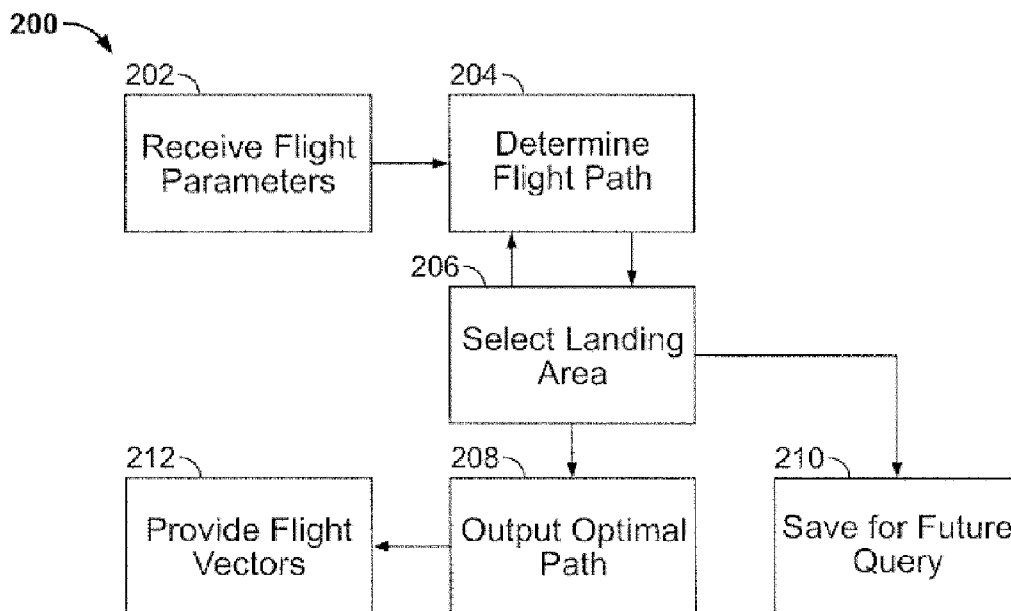 200
202
Receive Flight
Parameters
204
Determine
Flight Path
206
Select Landing
Area
212
Provide Flight
Vectors
208
Output Optimal
Path
210
Save for Future
Query